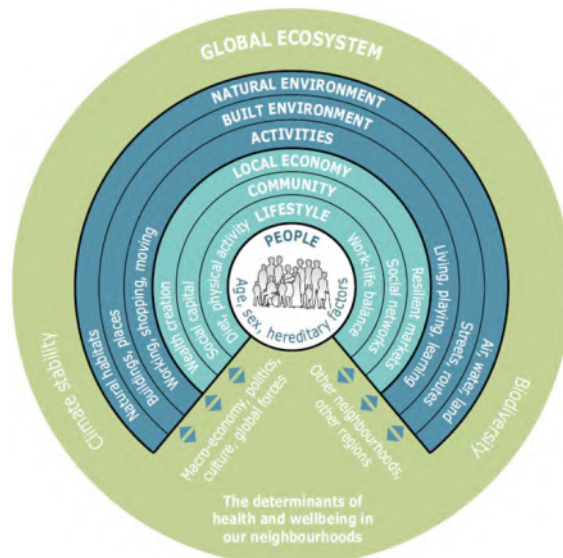 GLOBAL ECOSYSTEM
NATURAL ENVIRONMENT
BUILT ENVIRONMENT
ACTIVITIES
LOCAL ECONOMY
COMMUNITY
LIFESTYLE
PEOPLE
Age, sex, hereditary factors
Diet, physical activity
Work-life balance
Social capital
Social networks
Wealth creation
Resilient markets
Working, shopping, moving
Living, playing, learning
Buildings, places
Streets, routes
Natural habitats
Air, water, land
Climate stability
Biodiversity
Macro-economy, politics,
culture, global forces
Other neighbourhoods,
other regions
The determinants of
health and wellbeing in
our neighbourhoods